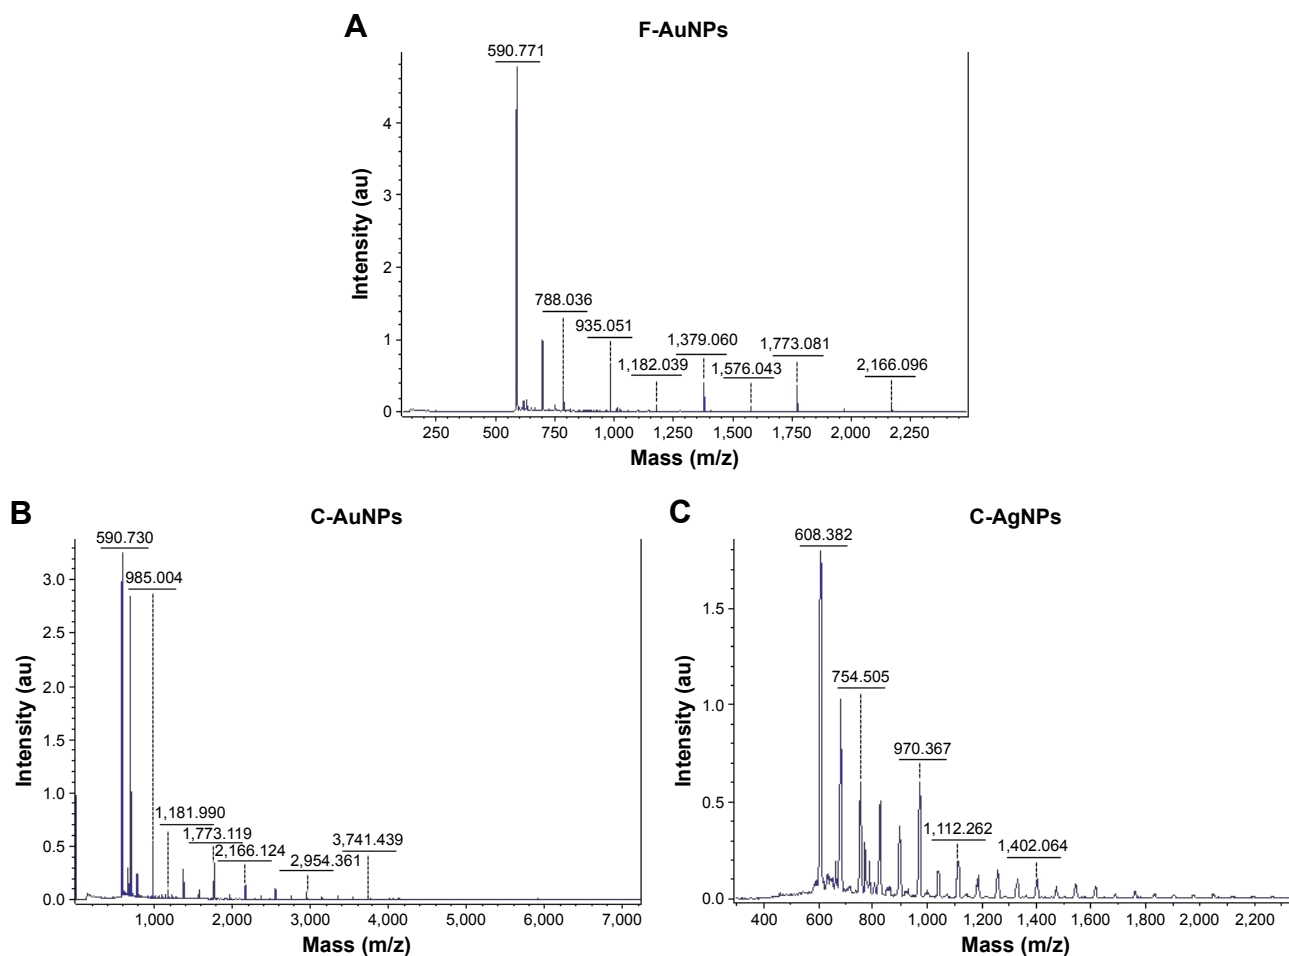 A
F-AuNPs
590.771
788.036
935.051
1,182.039
1,379.060
1,576.043
1,773.081
2,166.096
Intensity (au)
4
3
2
1
0
250 500 750 1,000 1,250 1,500 1,750 2,000 2,250
Mass (m/z)
B
C-AuNPs
590.730
985.004
1,181.990
1,773.119
2,166.124
2,954.361
3,741.439
Intensity (au)
3.0
2.5
2.0
1.5
1.0
0.5
0.0
1,000 2,000 3,000 4,000 5,000 6,000 7,000
Mass (m/z)
C
C-AgNPs
608.382
754.505
970.367
1,112.262
1,402.064
Intensity (au)
1.5
1.0
0.5
0.0
400 600 800 1,000 1,200 1,400 1,600 1,800 2,000 2,200
Mass (m/z)